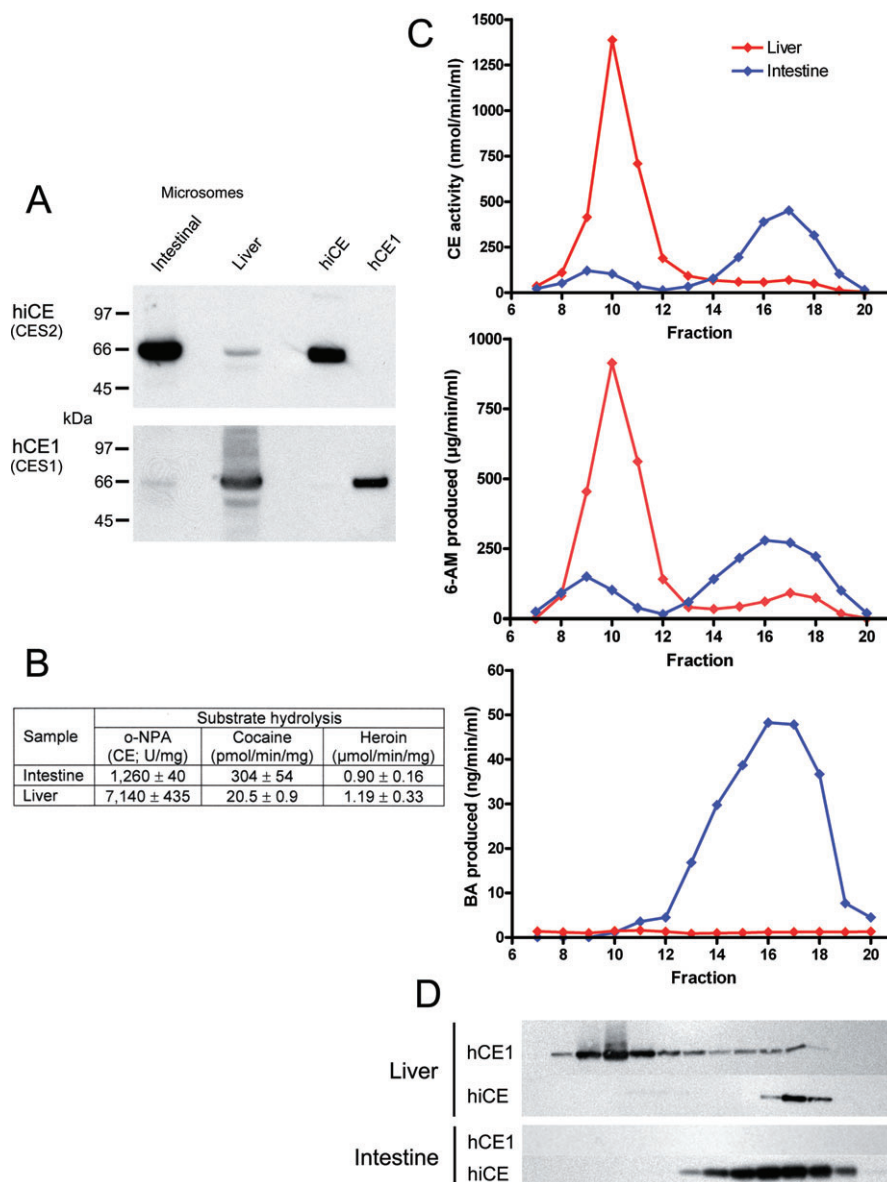 A
Microsomes
Intestinal
Liver
hiCE
hCE1
hiCE
(CES2)
97
66
45
kDa
hCE1
(CES1)
97
66
45
B
Sample
Substrate hydrolysis
o-NPA
(CE; U/mg)
Cocaine
(pmol/min/mg)
Heroin
(µmol/min/mg)
Intestine 1,260 ± 40 304 ± 54 0.90 ± 0.16
Liver 7,140 ± 435 20.5 ± 0.9 1.19 ± 0.33
C
Liver
Intestine
CE activity (nmol/min/ml)
1500
1250
1000
750
500
250
0
6 8 10 12 14 16 18 20
Fraction
6-AM produced (µg/min/ml)
1000
750
500
250
0
6 8 10 12 14 16 18 20
Fraction
BA produced (ng/min/ml)
60
50
40
30
20
10
0
6 8 10 12 14 16 18 20
Fraction
D
Liver
hCE1
hiCE
Intestine
hCE1
hiCE